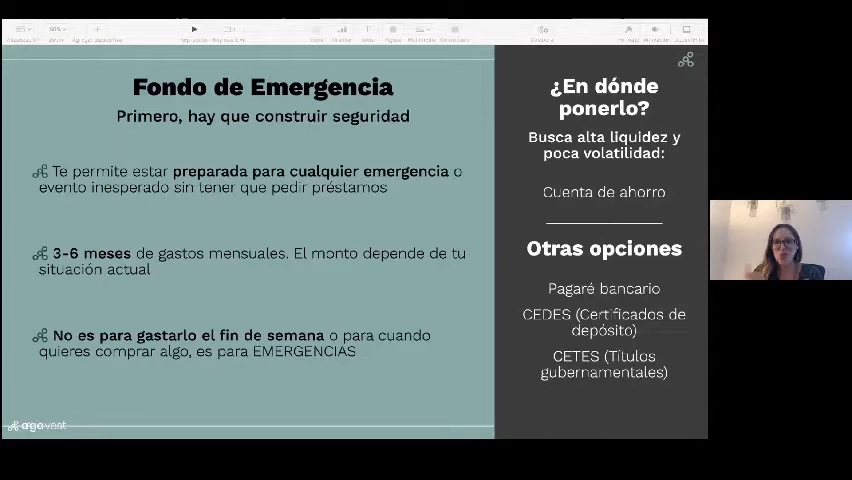 60%
Fondo de Emergencia
Primero, hay que construir seguridad
Te permite estar preparada para cualquier emergencia o
evento inesperado sin tener que pedir préstamos
3-6 meses de gastos mensuales. El monto depende de tu
situación actual
No es para gastarlo el fin de semana o para cuando
quieres comprar algo, es para EMERGENCIAS
¿En dónde
ponerlo?
Busca alta liquidez y
poca volatilidad:
Cuenta de ahorro
Otras opciones
Pagaré bancario
CEDES (Certificados de
depósito)
CETES (Títulos
gubernamentales)